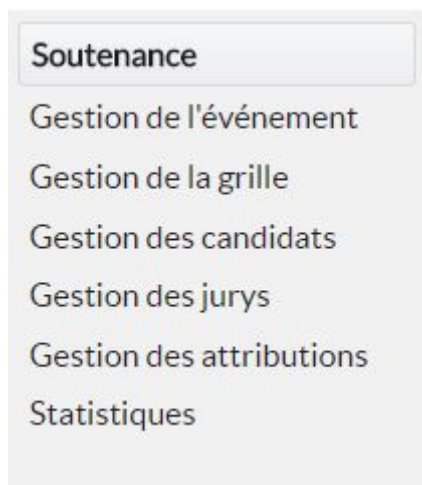 Soutenance
Gestion de l'événement
Gestion de la grille
Gestion des candidats
Gestion des jurys
Gestion des attributions
Statistiques